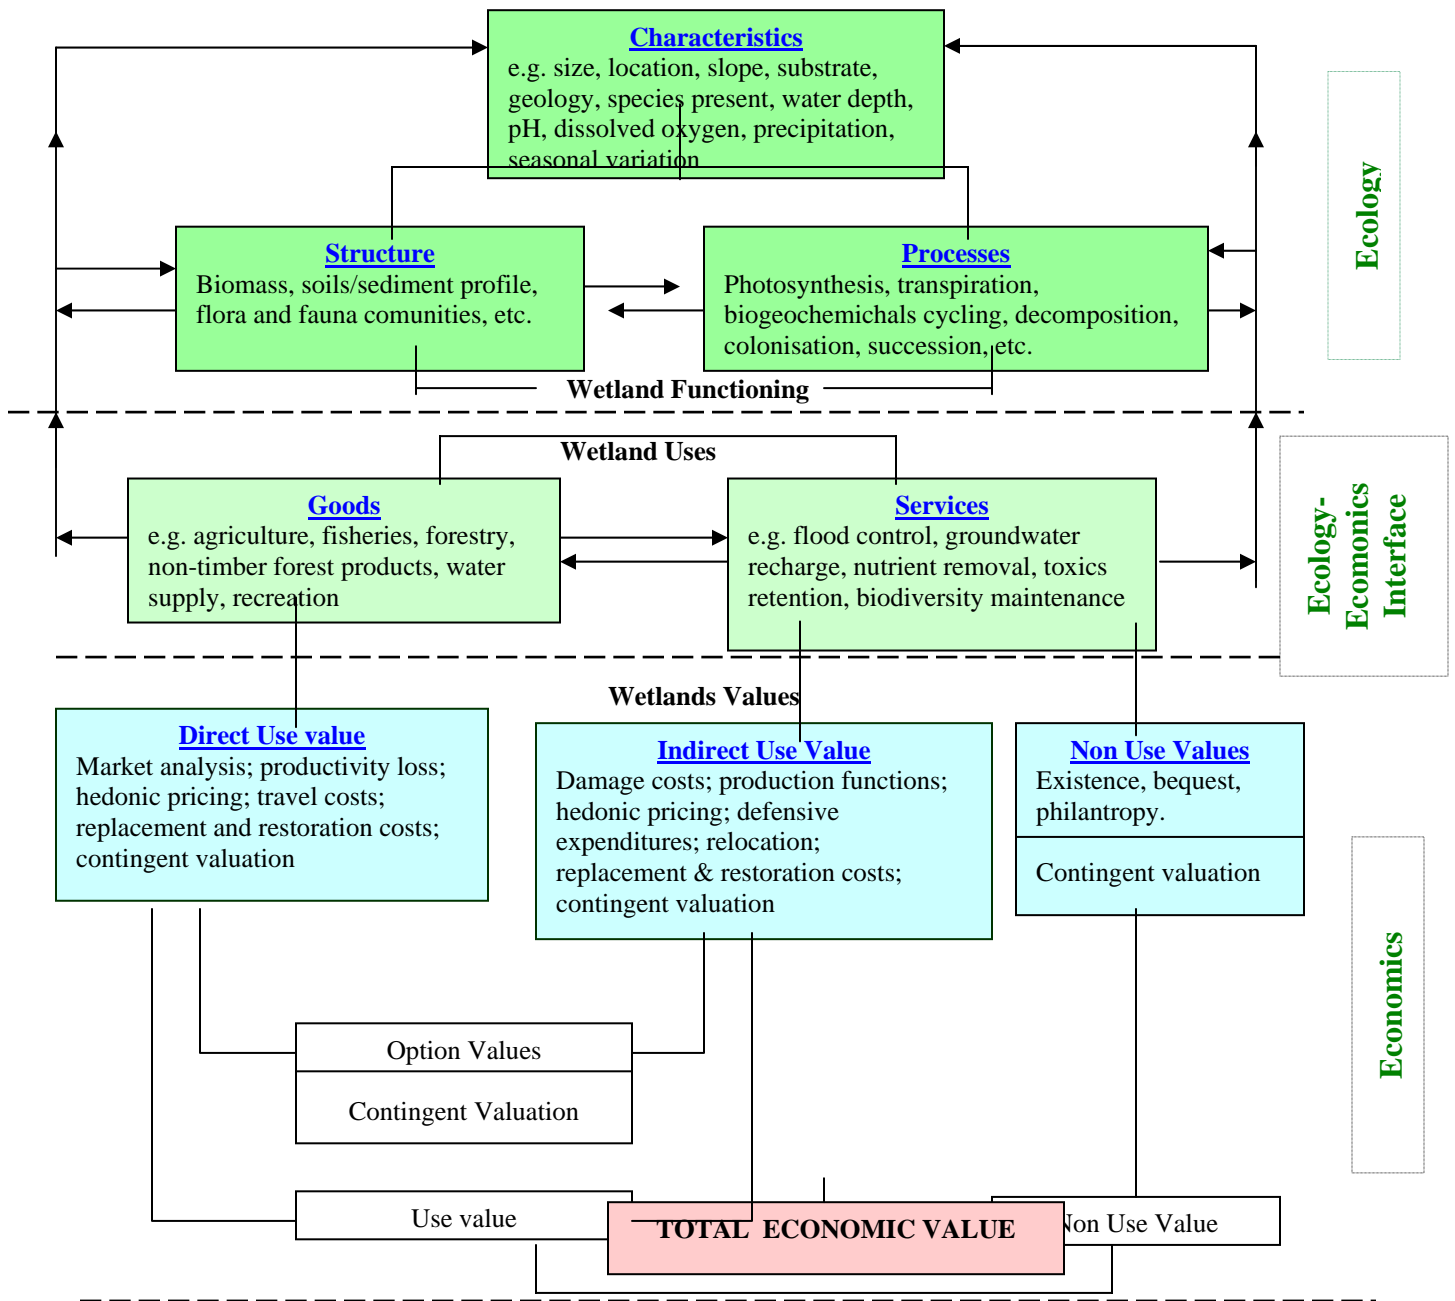 Characteristics
e.g. size, location, slope, substrate,
geology, species present, water depth,
pH, dissolved oxygen, precipitation,
seasonal variation
Ecology
Structure
Biomass, soils/sediment profile,
flora and fauna comunities, etc.
Processes
Photosynthesis, transpiration,
biogeochemichals cycling, decomposition,
colonisation, succession, etc.
Wetland Functioning
Wetland Uses
Goods
e.g. agriculture, fisheries, forestry,
non-timber forest products, water
supply, recreation
Services
e.g. flood control, groundwater
recharge, nutrient removal, toxics
retention, biodiversity maintenance
Ecology-
Ecomonics
Interface
Wetlands Values
Direct Use value
Market analysis; productivity loss;
hedonic pricing; travel costs;
replacement and restoration costs;
contingent valuation
Indirect Use Value
Damage costs; production functions;
hedonic pricing; defensive
expenditures; relocation;
replacement & restoration costs;
contingent valuation
Non Use Values
Existence, bequest,
philantropy.
Contingent valuation
Economics
Option Values
Contingent Valuation
Use value
TOTAL ECONOMIC VALUE
Non Use Value